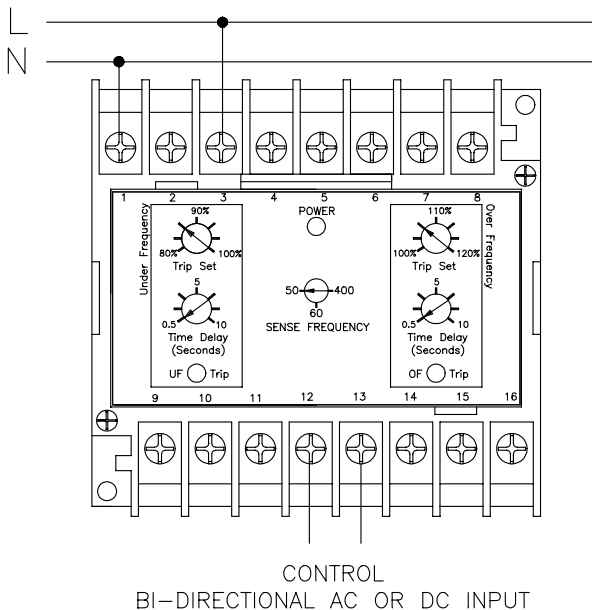 L
N
1 2 3 4 5 6 7 8
POWER
Under Frequency
90%
80% 100%
Trip Set
5
0.5 10
Time Delay
(Seconds)
UF Trip
50 400
60
SENSE FREQUENCY
Over Frequency
110%
100% 120%
Trip Set
5
0.5 10
Time Delay
(Seconds)
OF Trip
9 10 11 12 13 14 15 16
CONTROL
BI-DIRECTIONAL AC OR DC INPUT